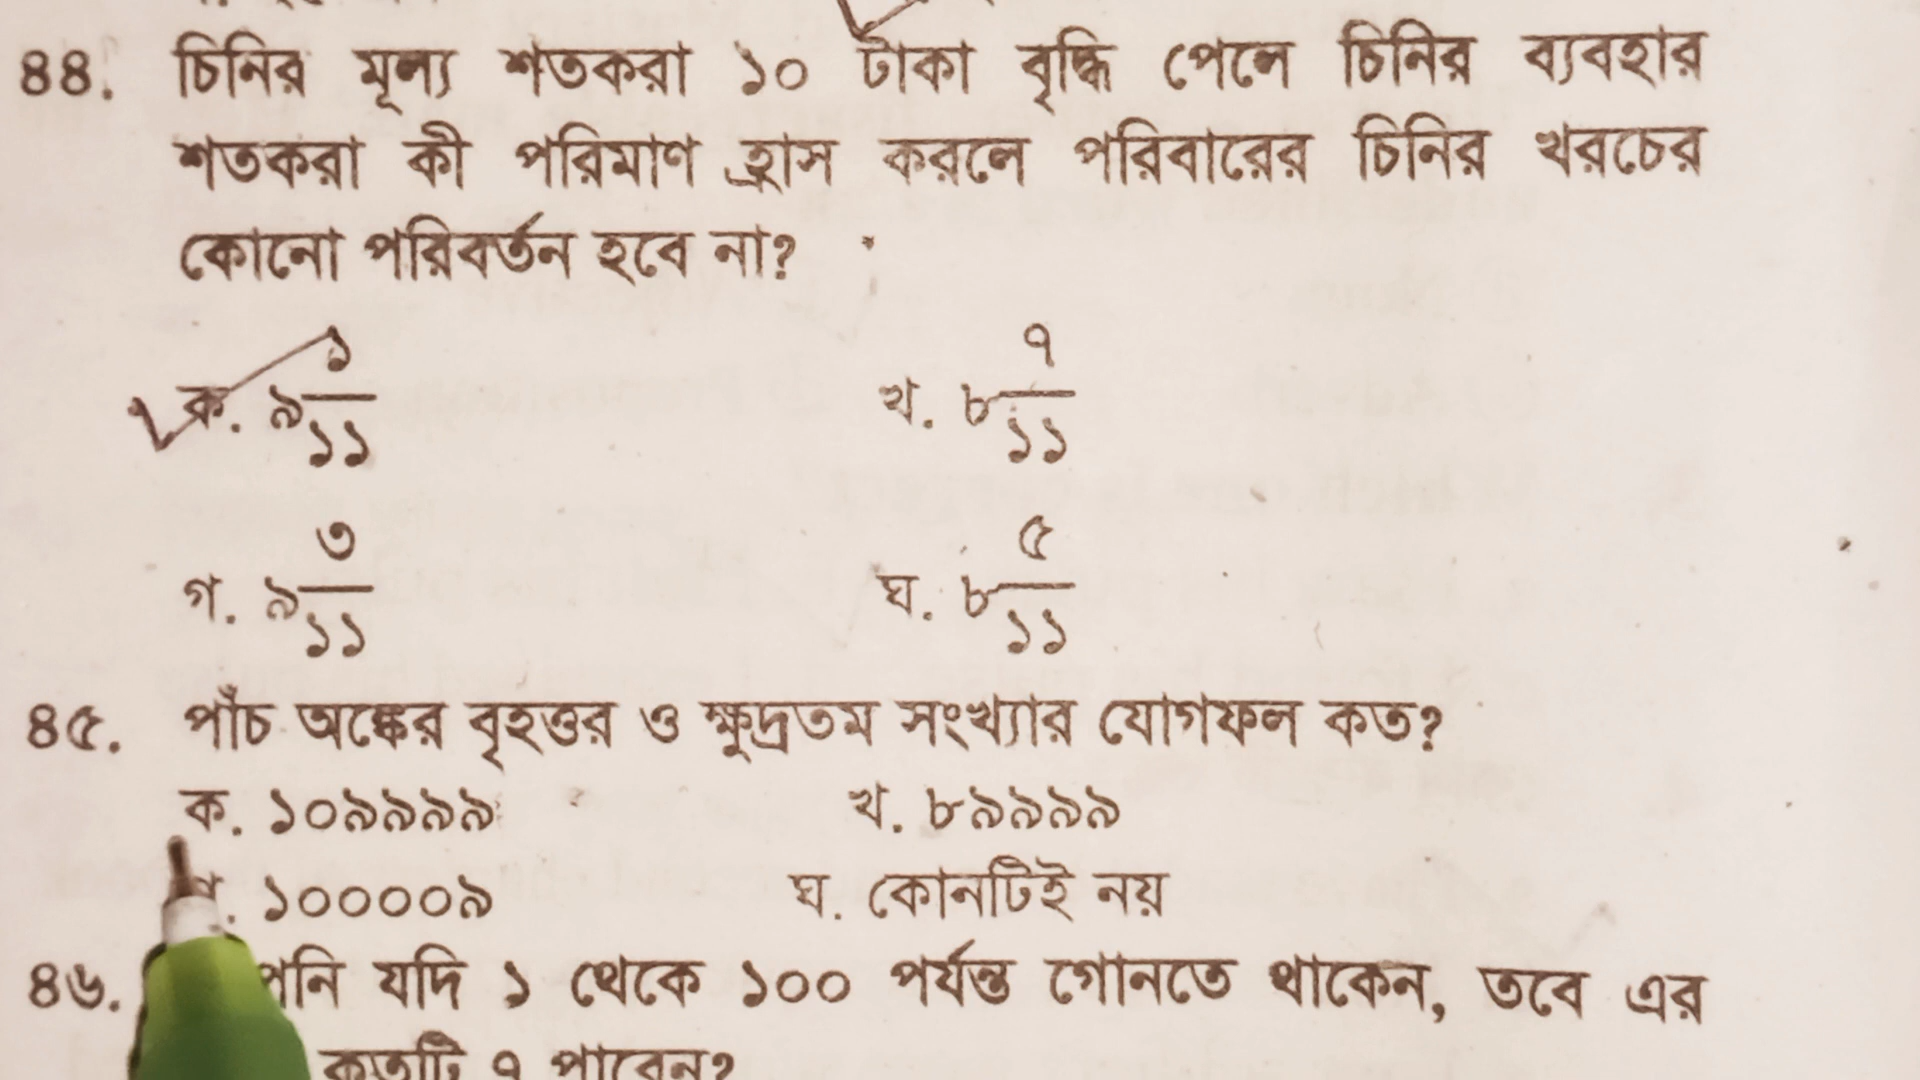 ৪৪. চিনির মূল্য শতকরা ১০ টাকা বৃদ্ধি পেলে চিনির ব্যবহার
শতকরা কী পরিমাণ হ্রাস করলে পরিবারের চিনির খরচের
কোনো পরিবর্তন হবে না?
ক. ৯ ১/১১ খ. ৮ ৭/১১
গ. ৯ ৩/১১ ঘ. ৮ ৫/১১
৪৫. পাঁচ অঙ্কের বৃহত্তর ও ক্ষুদ্রতম সংখ্যার যোগফল কত?
ক. ১০৯৯৯৯ খ. ৮৯৯৯৯
১০০০০৯ ঘ. কোনটিই নয়
৪৬. যদি ১ থেকে ১০০ পর্যন্ত গোনতে থাকেন, তবে এর
কতটি ৭ পাবেন?